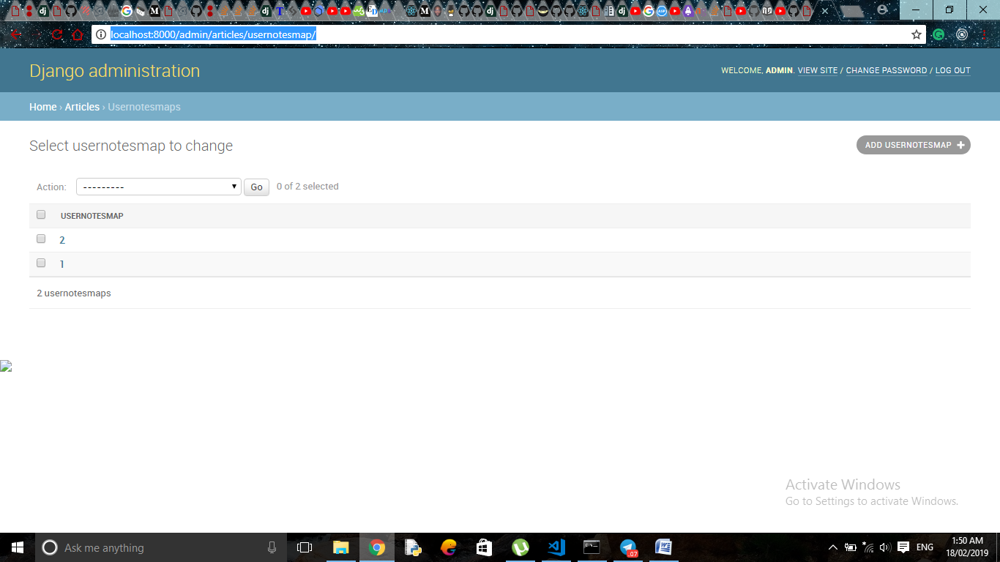 localhost:8000/admin/articles/usernotesmap/
Django administration
WELCOME, ADMIN. VIEW SITE / CHANGE PASSWORD / LOG OUT
Home › Articles › Usernotesmaps
Select usernotesmap to change
ADD USERNOTESMAP +
Action: --------- Go 0 of 2 selected
USERNOTESMAP
2
1
2 usernotesmaps
Activate Windows
Go to Settings to activate Windows.
Ask me anything
ENG
1:50 AM
18/02/2019